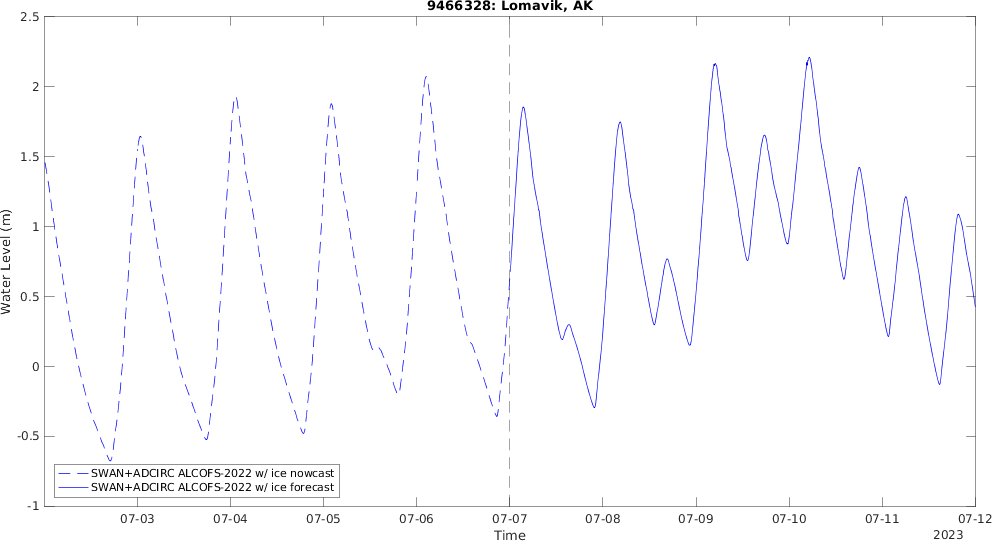 9466328: Lomavik, AK
2.5
2
1.5
1
0.5
0
-0.5
-1
Water Level (m)
SWAN+ADCIRC ALCOFS-2022 w/ ice nowcast
SWAN+ADCIRC ALCOFS-2022 w/ ice forecast
07-03 07-04 07-05 07-06 07-07 07-08 07-09 07-10 07-11 07-12
Time
2023